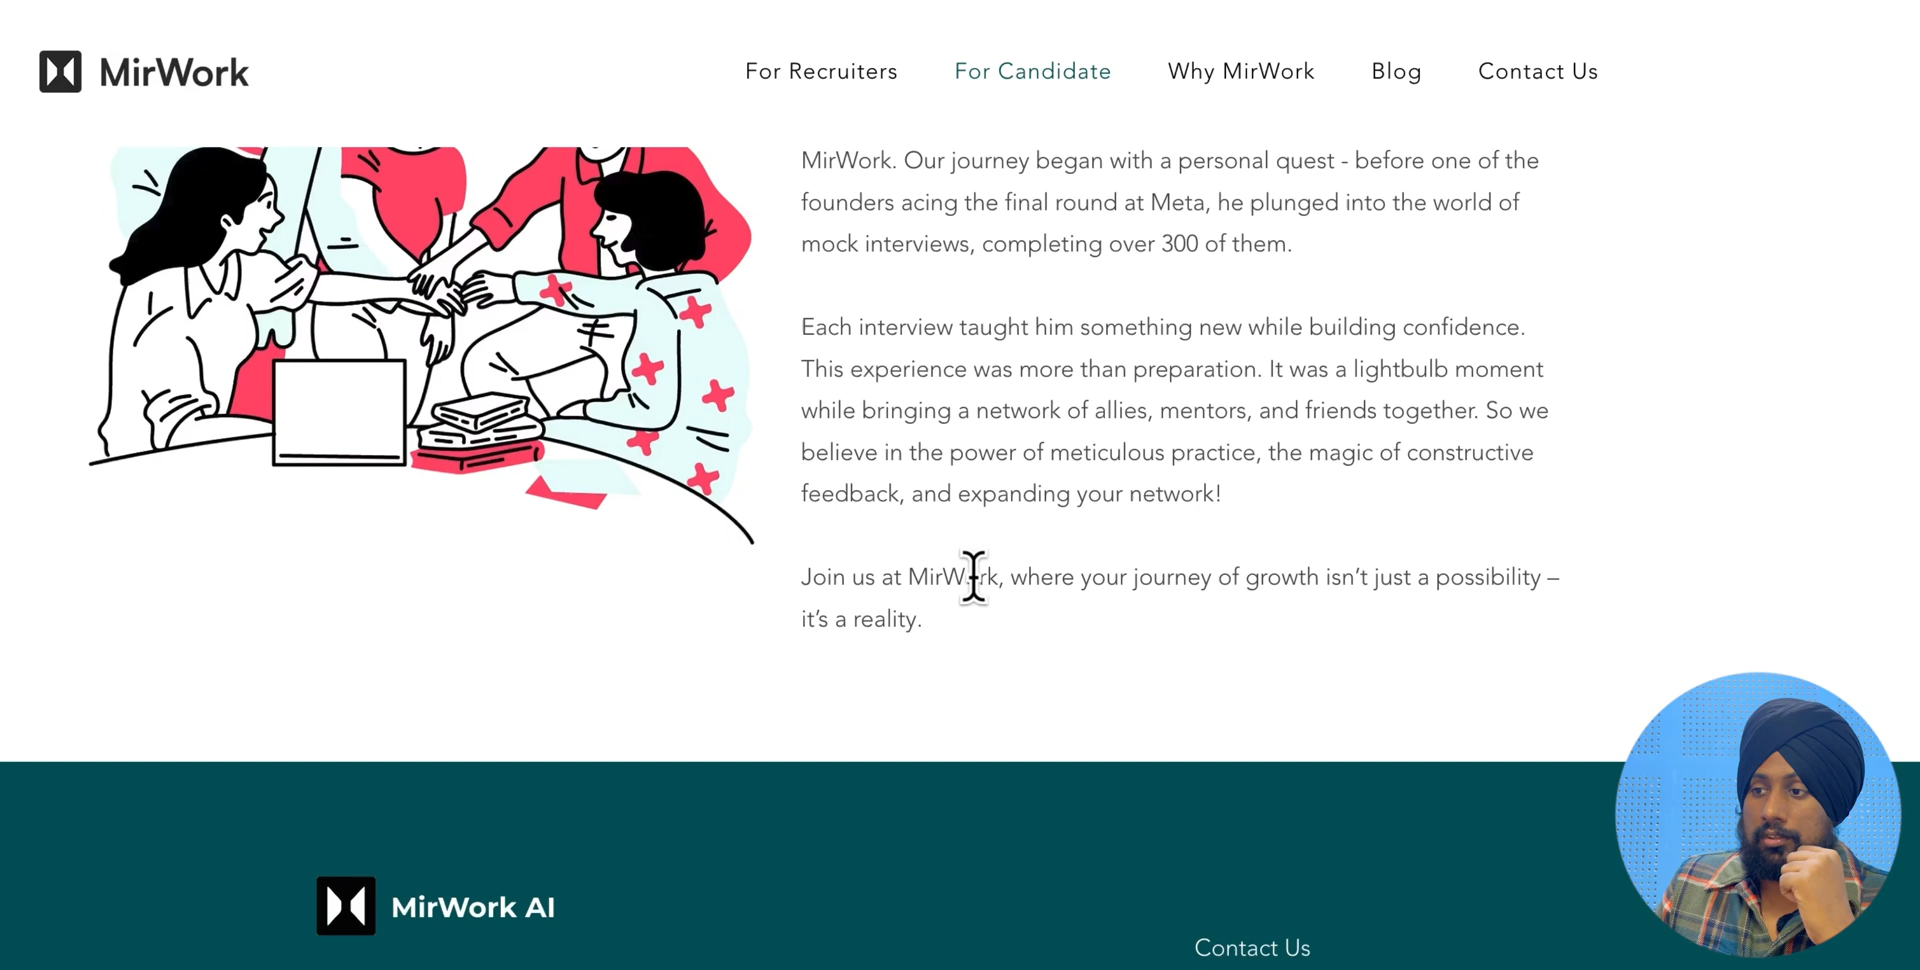 MirWork
For Recruiters
For Candidate
Why MirWork
Blog
Contact Us
MirWork. Our journey began with a personal quest - before one of the
founders acing the final round at Meta, he plunged into the world of
mock interviews, completing over 300 of them.
Each interview taught him something new while building confidence.
This experience was more than preparation. It was a lightbulb moment
while bringing a network of allies, mentors, and friends together. So we
believe in the power of meticulous practice, the magic of constructive
feedback, and expanding your network!
Join us at MirWork, where your journey of growth isn’t just a possibility –
it’s a reality.
MirWork AI
Contact Us